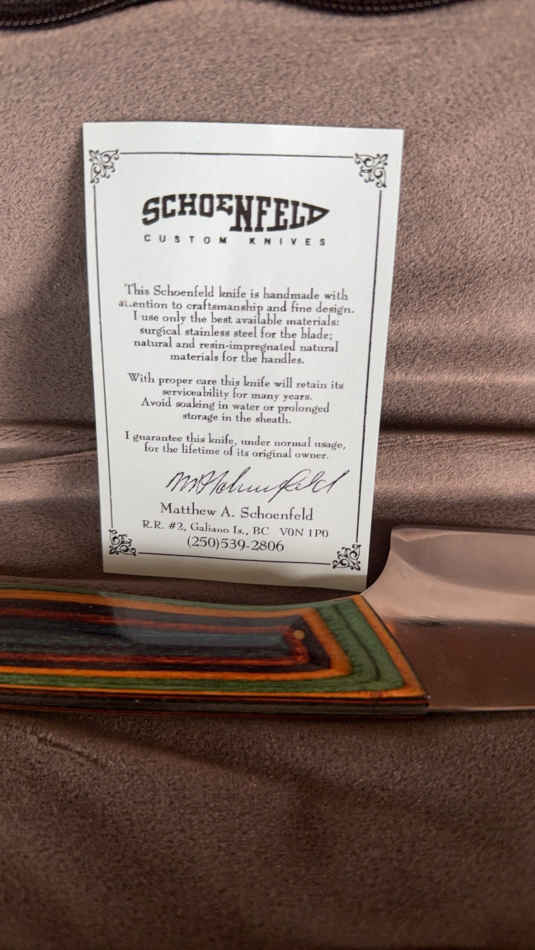 SCHOENFELD
CUSTOM KNIVES
This Schoenfeld knife is handmade with
attention to craftsmanship and fine design.
I use only the best available materials:
surgical stainless steel for the blade;
natural and resin-impregnated natural
materials for the handles.
With proper care this knife will retain its
serviceability for many years.
Avoid soaking in water or prolonged
storage in the sheath.
I guarantee this knife, under normal usage,
for the lifetime of its original owner.
Matthew A. Schoenfeld
R.R. #2, Galiano Is., BC V0N 1P0
(250)539-2806